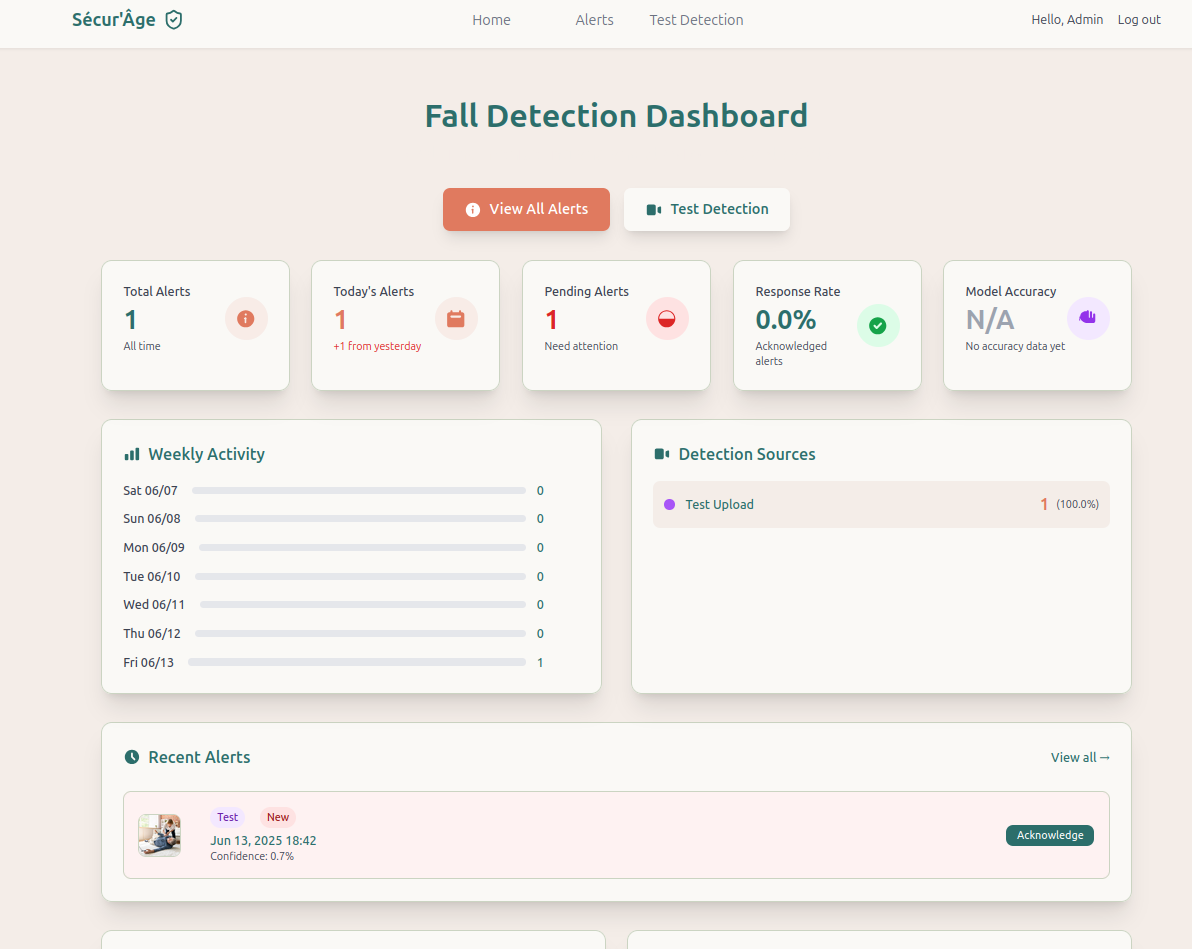 Sécur'Âge
Home Alerts Test Detection
Hello, Admin Log out
Fall Detection Dashboard
View All Alerts
Test Detection
Total Alerts
1
All time
Today's Alerts
1
+1 from yesterday
Pending Alerts
1
Need attention
Response Rate
0.0%
Acknowledged
alerts
Model Accuracy
N/A
No accuracy data yet
Weekly Activity
Sat 06/07 0
Sun 06/08 0
Mon 06/09 0
Tue 06/10 0
Wed 06/11 0
Thu 06/12 0
Fri 06/13 1
Detection Sources
Test Upload 1 (100.0%)
Recent Alerts
View all →
Test New
Jun 13, 2025 18:42
Confidence: 0.7%
Acknowledge